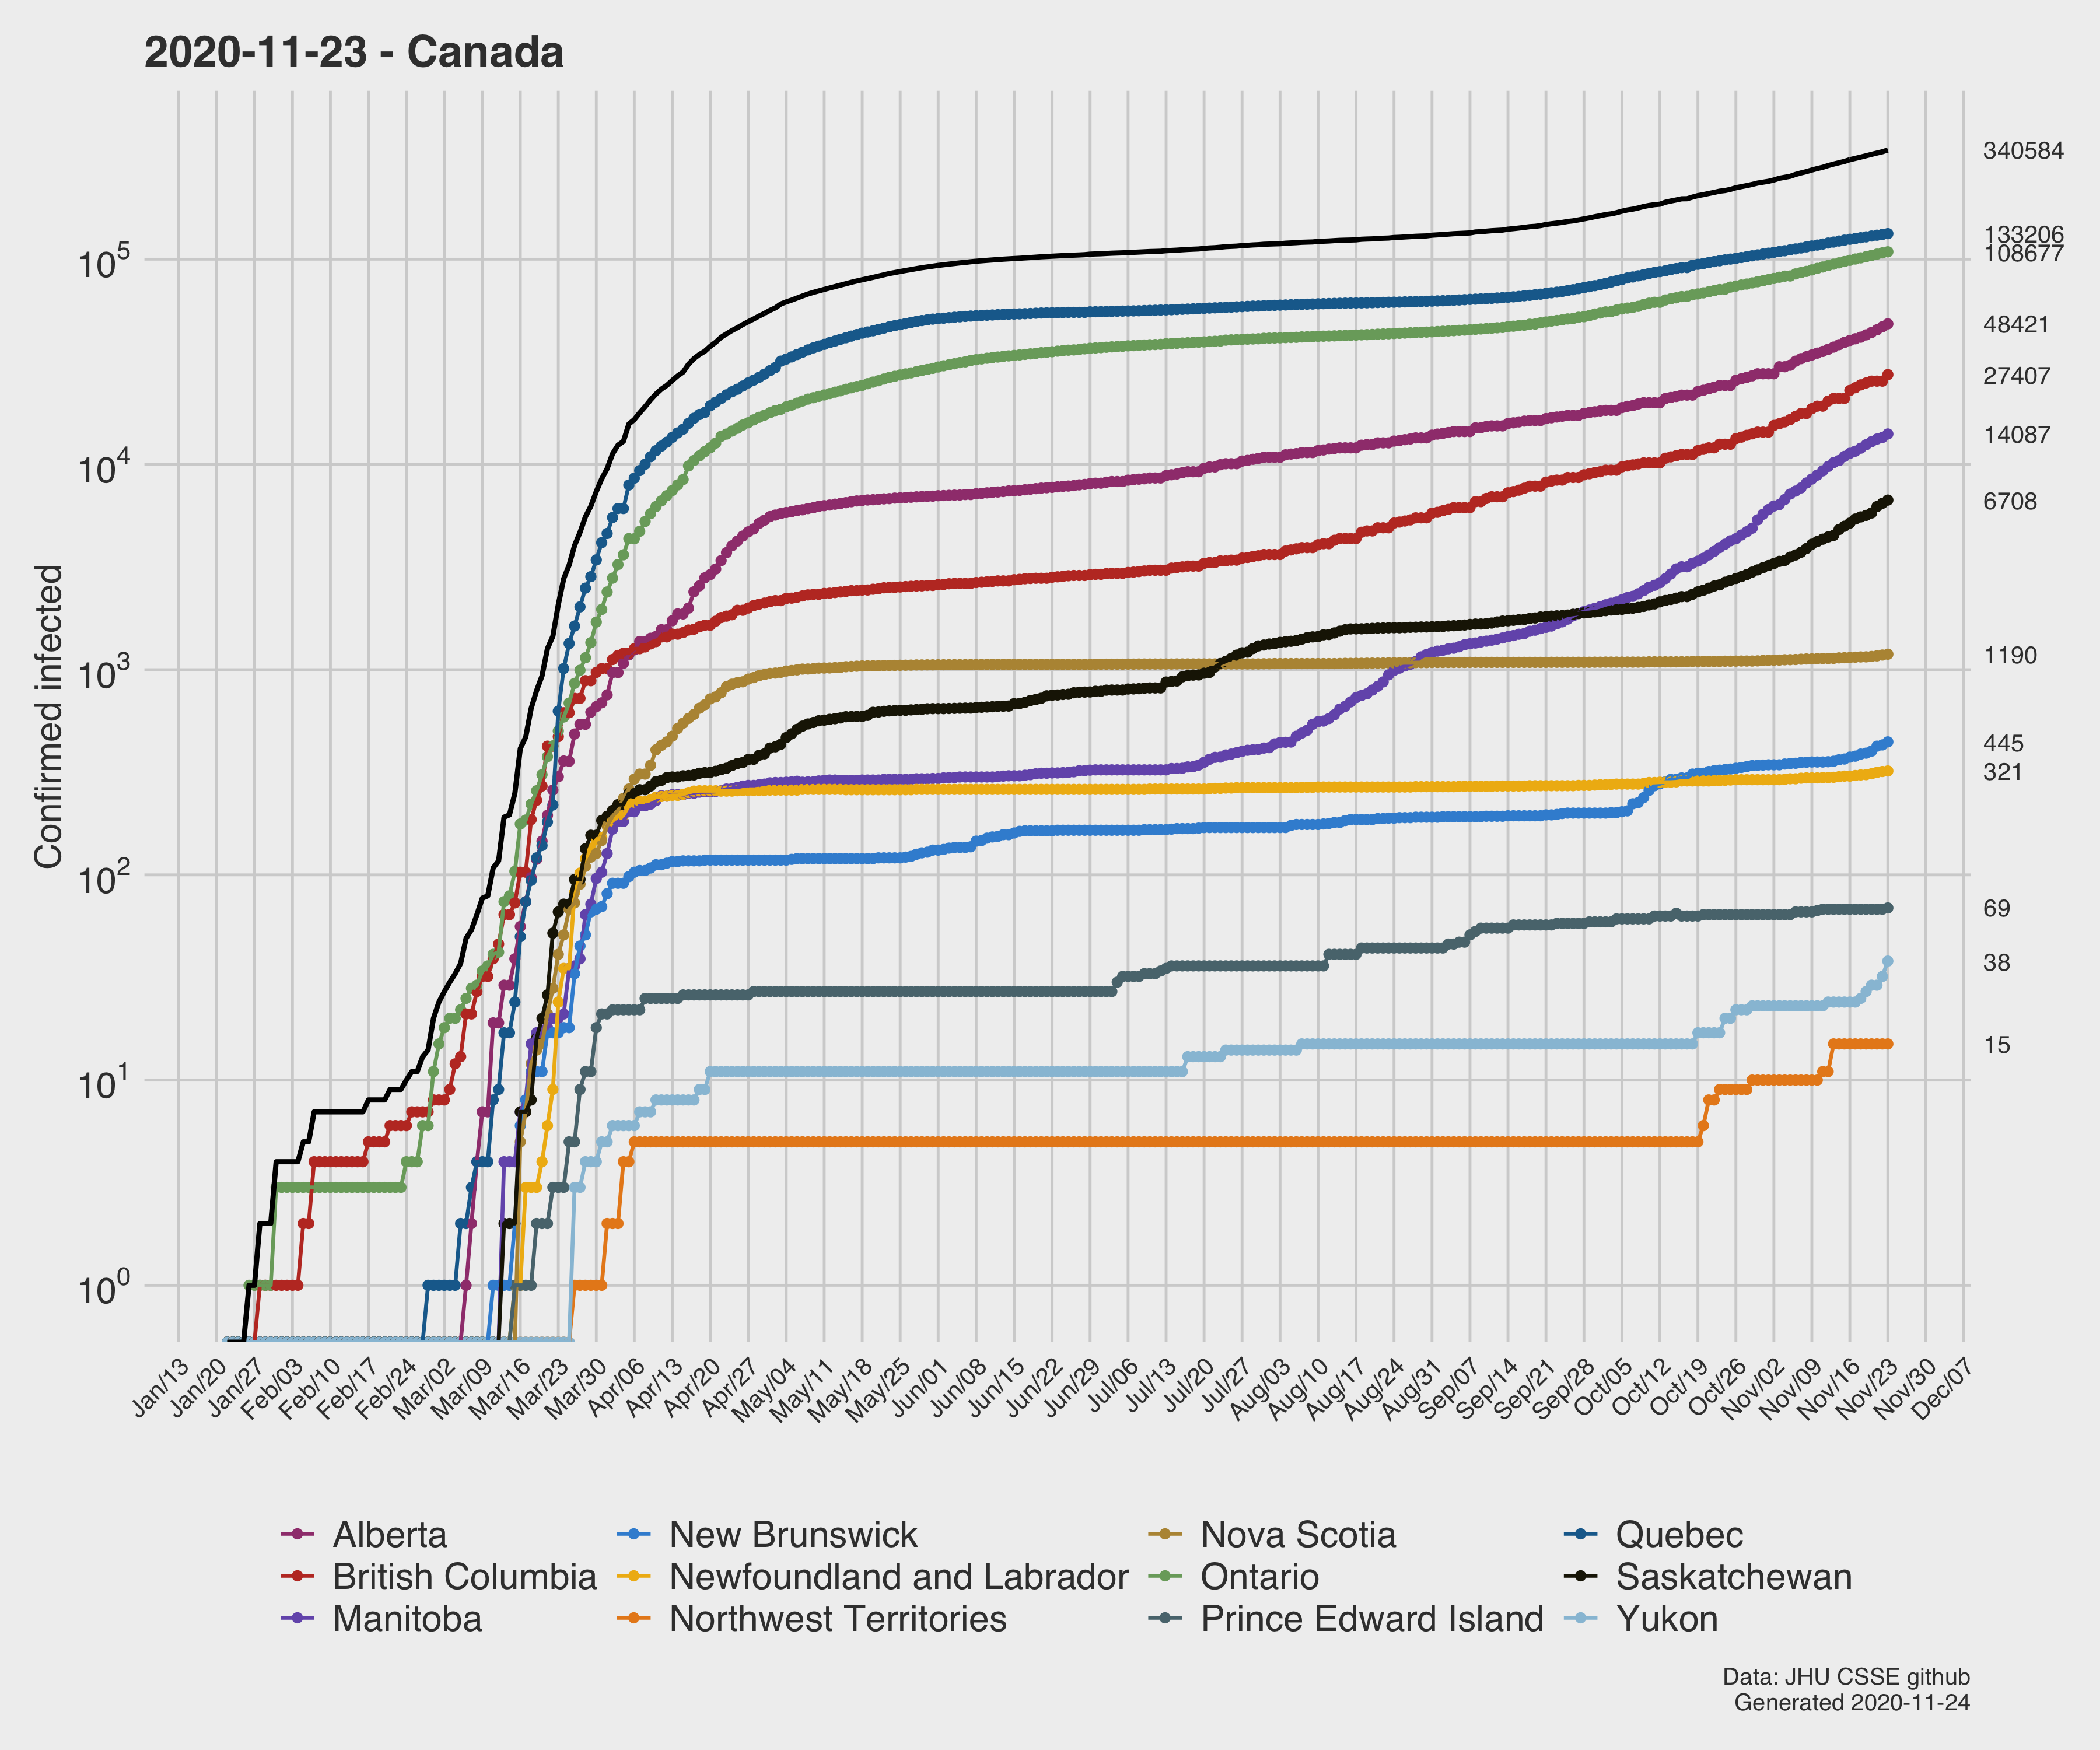 2020-11-23 - Canada
Confirmed infected
10^5
10^4
10^3
10^2
10^1
10^0
340584
133206
108677
48421
27407
14087
6708
1190
445
321
69
38
15
Jan/13
Jan/20
Jan/27
Feb/03
Feb/10
Feb/17
Feb/24
Mar/02
Mar/09
Mar/16
Mar/23
Mar/30
Apr/06
Apr/13
Apr/20
Apr/27
May/04
May/11
May/18
May/25
Jun/01
Jun/08
Jun/15
Jun/22
Jun/29
Jul/06
Jul/13
Jul/20
Jul/27
Aug/03
Aug/10
Aug/17
Aug/24
Aug/31
Sep/07
Sep/14
Sep/21
Sep/28
Oct/05
Oct/12
Oct/19
Oct/26
Nov/02
Nov/09
Nov/16
Nov/23
Nov/30
Dec/07
Alberta
British Columbia
Manitoba
New Brunswick
Newfoundland and Labrador
Northwest Territories
Nova Scotia
Ontario
Prince Edward Island
Quebec
Saskatchewan
Yukon
Data: JHU CSSE github
Generated 2020-11-24